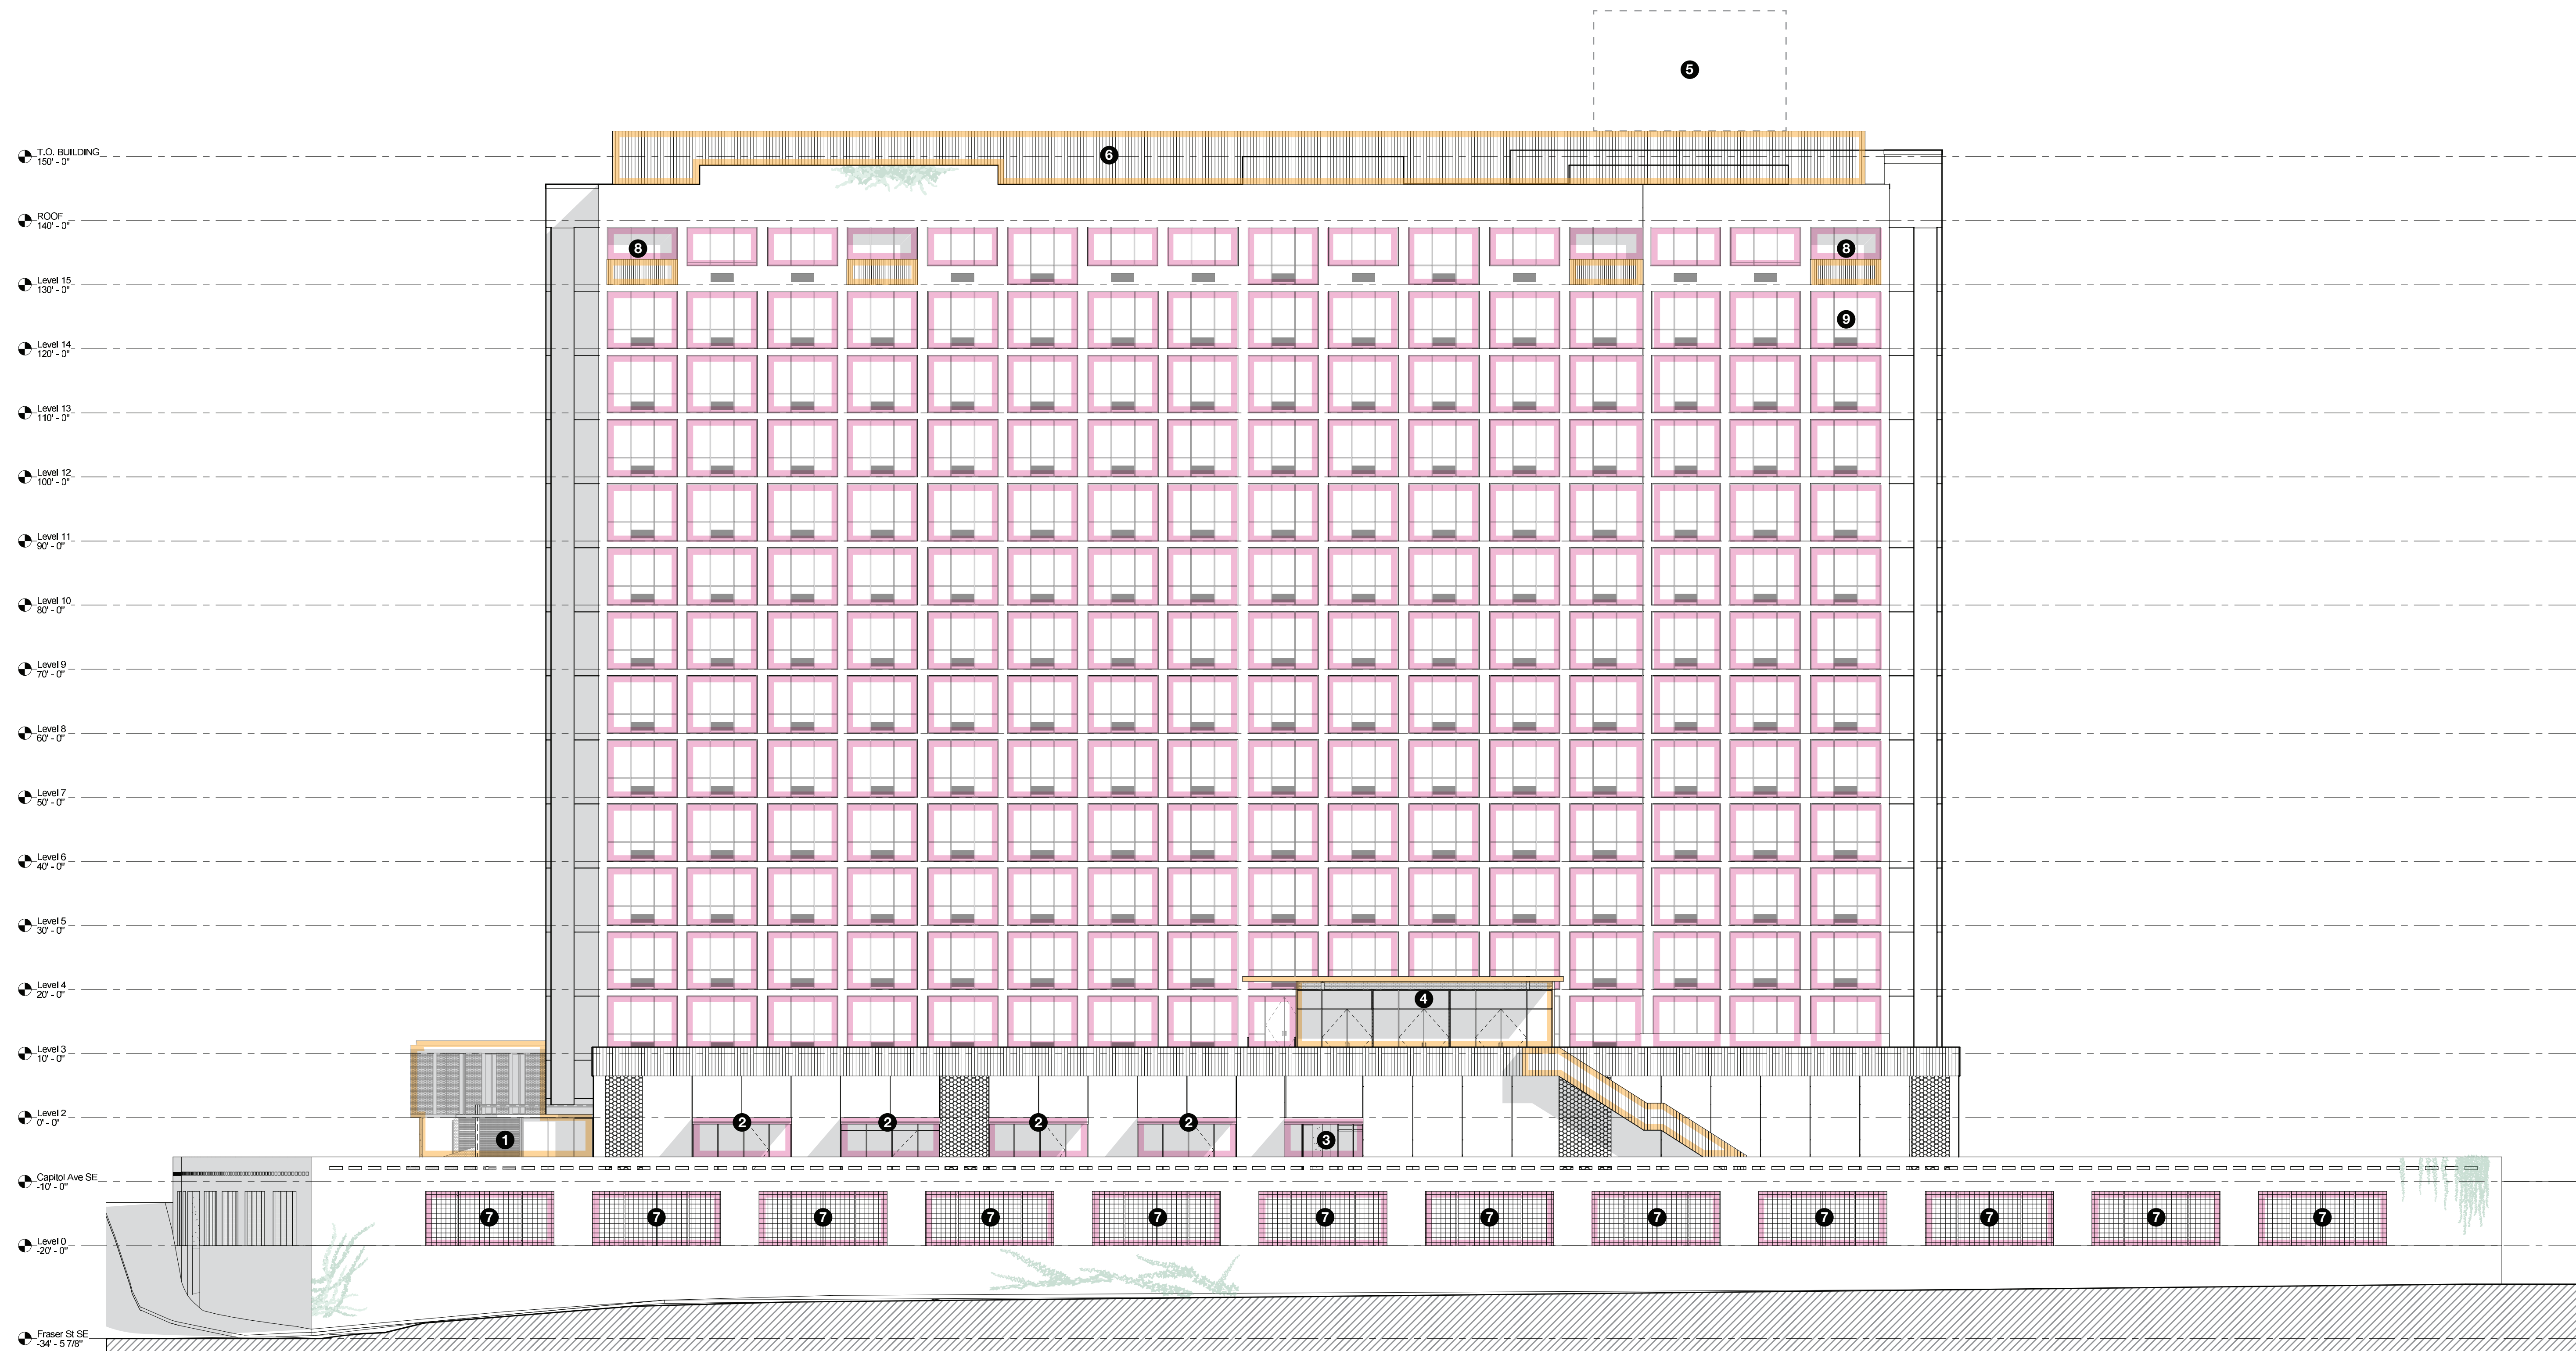 5
T.O. BUILDING
150' - 0"
6
ROOF
140' - 0"
8
8
Level 15
130' - 0"
9
Level 14
120' - 0"
Level 13
110' - 0"
Level 12
100' - 0"
Level 11
90' - 0"
Level 10
80' - 0"
Level 9
70' - 0"
Level 8
60' - 0"
Level 7
50' - 0"
Level 6
40' - 0"
Level 5
30' - 0"
Level 4
20' - 0"
4
Level 3
10' - 0"
Level 2
0' - 0"
2 2 2 2
1
3
Capitol Ave SE
-10' - 0"
7 7 7 7 7 7 7 7 7 7 7 7
Level 0
-20' - 0"
Fraser St SE
-34' - 5 7/8"